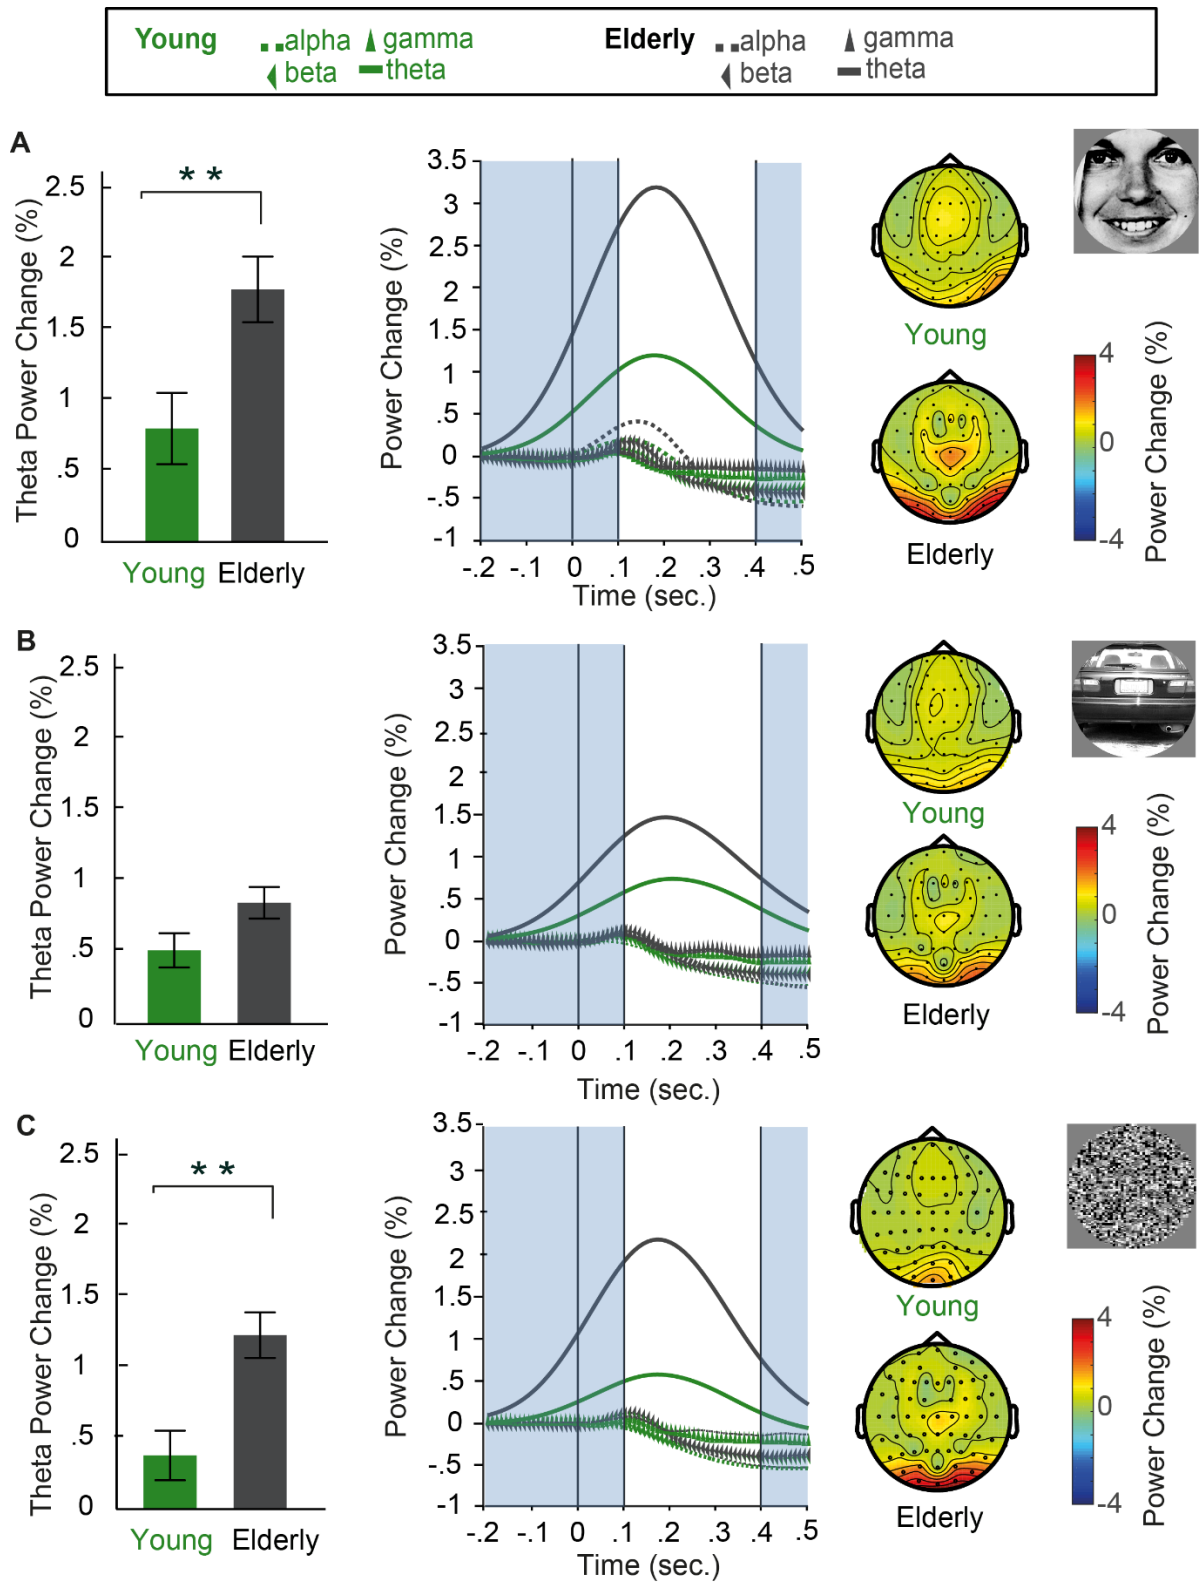 Young alpha gamma Elderly alpha gamma
beta theta beta theta
A
* *
Theta Power Change (%)
2.5
2
1.5
1
.5
0
Young Elderly
Power Change (%)
3.5
3
2.5
2
1.5
1
.5
0
-.5
-1
-.2 -.1 0 .1 .2 .3 .4 .5
Time (sec.)
Young
Elderly
4
0
-4
Power Change (%)
B
Theta Power Change (%)
2.5
2
1.5
1
.5
0
Young Elderly
Power Change (%)
3.5
3
2.5
2
1.5
1
.5
0
-.5
-1
-.2 -.1 0 .1 .2 .3 .4 .5
Time (sec.)
Young
Elderly
4
0
-4
Power Change (%)
C
* *
Theta Power Change (%)
2.5
2
1.5
1
.5
0
Young Elderly
Power Change (%)
3.5
3
2.5
2
1.5
1
.5
0
-.5
-1
-.2 -.1 0 .1 .2 .3 .4 .5
Time (sec.)
Young
Elderly
4
0
-4
Power Change (%)